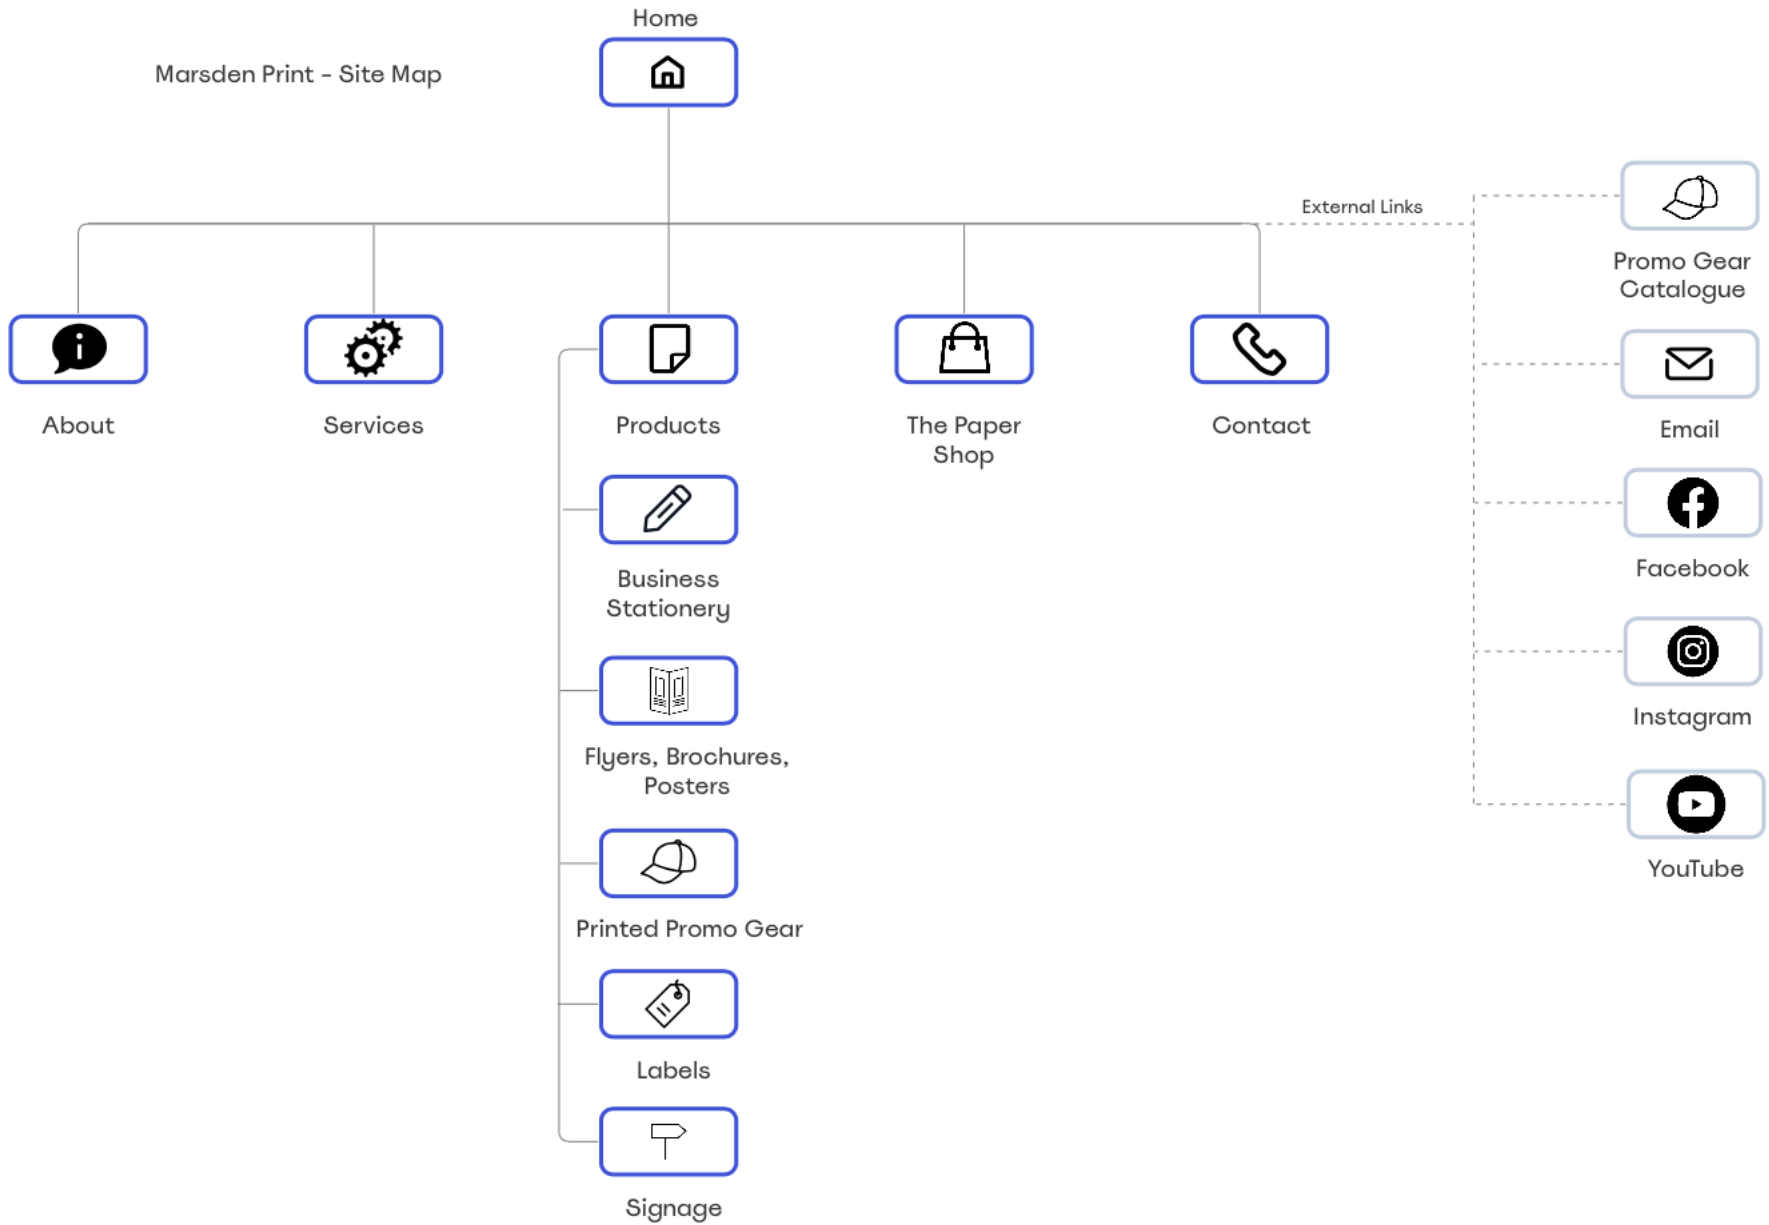 Home
Marsden Print - Site Map
External Links
Promo Gear
Catalogue
About
Services
Products
The Paper
Shop
Contact
Email
Business
Stationery
Facebook
Flyers, Brochures,
Posters
Instagram
YouTube
Printed Promo Gear
Labels
Signage